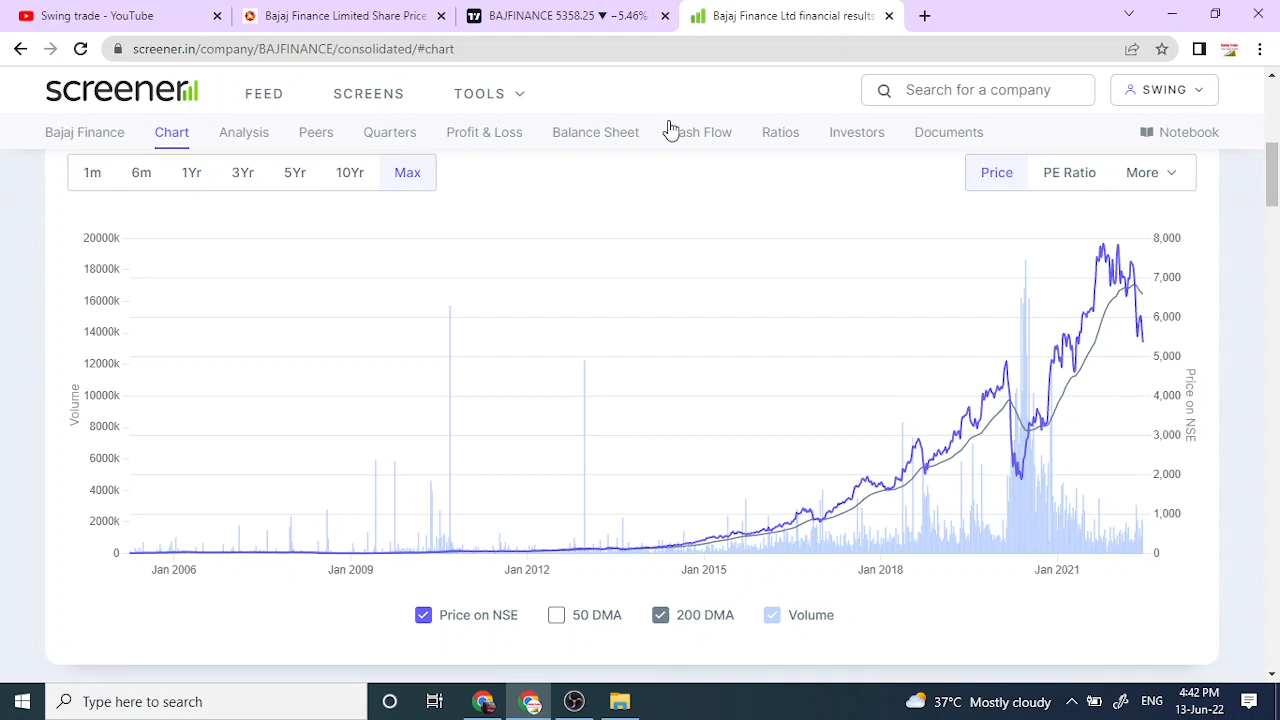 Swing trade - YouTube
Bajaj Finance Limited Share Price
BAJFINANCE 5358.25 ▼ −5.46%
Bajaj Finance Ltd financial results
screener.in/company/BAJFINANCE/consolidated/#chart
screener
FEED
SCREENS
TOOLS
Search for a company
SWING
Bajaj Finance
Chart
Analysis
Peers
Quarters
Profit & Loss
Balance Sheet
Cash Flow
Ratios
Investors
Documents
Notebook
1m
6m
1Yr
3Yr
5Yr
10Yr
Max
Price
PE Ratio
More
20000k
18000k
16000k
14000k
12000k
10000k
8000k
6000k
4000k
2000k
0
Volume
8,000
7,000
6,000
5,000
4,000
3,000
2,000
1,000
0
Price on NSE
Jan 2006
Jan 2009
Jan 2012
Jan 2015
Jan 2018
Jan 2021
Price on NSE
50 DMA
200 DMA
Volume
Type here to search
37°C Mostly cloudy
ENG
4:42 PM
13-Jun-22